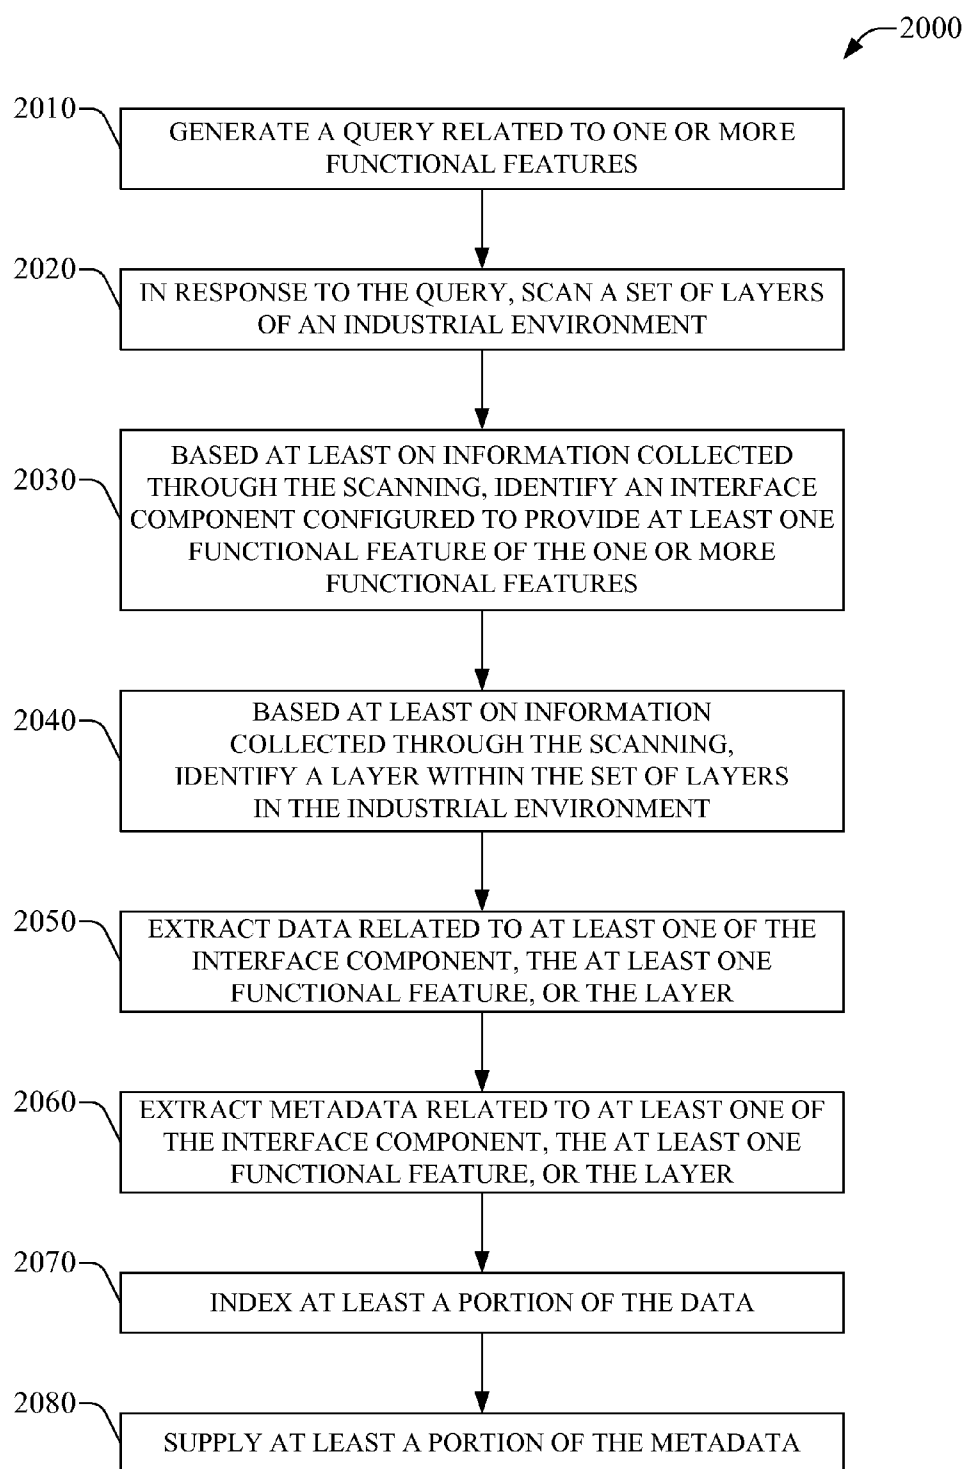 2000
2010
GENERATE A QUERY RELATED TO ONE OR MORE
FUNCTIONAL FEATURES
2020
IN RESPONSE TO THE QUERY, SCAN A SET OF LAYERS
OF AN INDUSTRIAL ENVIRONMENT
2030
BASED AT LEAST ON INFORMATION COLLECTED
THROUGH THE SCANNING, IDENTIFY AN INTERFACE
COMPONENT CONFIGURED TO PROVIDE AT LEAST ONE
FUNCTIONAL FEATURE OF THE ONE OR MORE
FUNCTIONAL FEATURES
2040
BASED AT LEAST ON INFORMATION
COLLECTED THROUGH THE SCANNING,
IDENTIFY A LAYER WITHIN THE SET OF LAYERS
IN THE INDUSTRIAL ENVIRONMENT
2050
EXTRACT DATA RELATED TO AT LEAST ONE OF THE
INTERFACE COMPONENT, THE AT LEAST ONE
FUNCTIONAL FEATURE, OR THE LAYER
2060
EXTRACT METADATA RELATED TO AT LEAST ONE OF
THE INTERFACE COMPONENT, THE AT LEAST ONE
FUNCTIONAL FEATURE, OR THE LAYER
2070
INDEX AT LEAST A PORTION OF THE DATA
2080
SUPPLY AT LEAST A PORTION OF THE METADATA